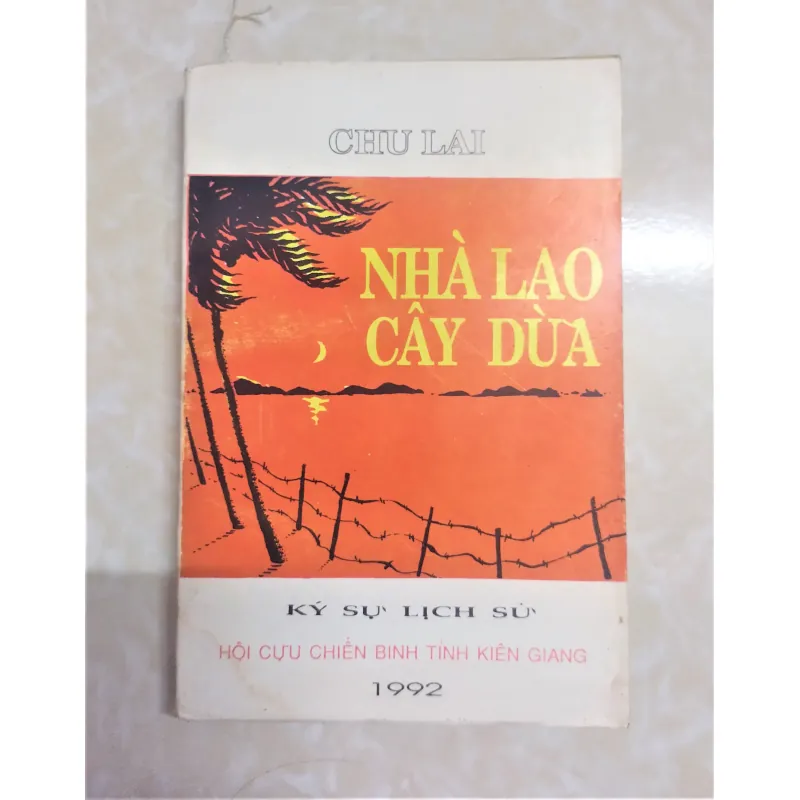 CHU LAI
NHÀ LAO
CÂY DỪA
KÝ SỰ LỊCH SỬ
HỘI CỰU CHIẾN BINH TỈNH KIÊN GIANG
1992